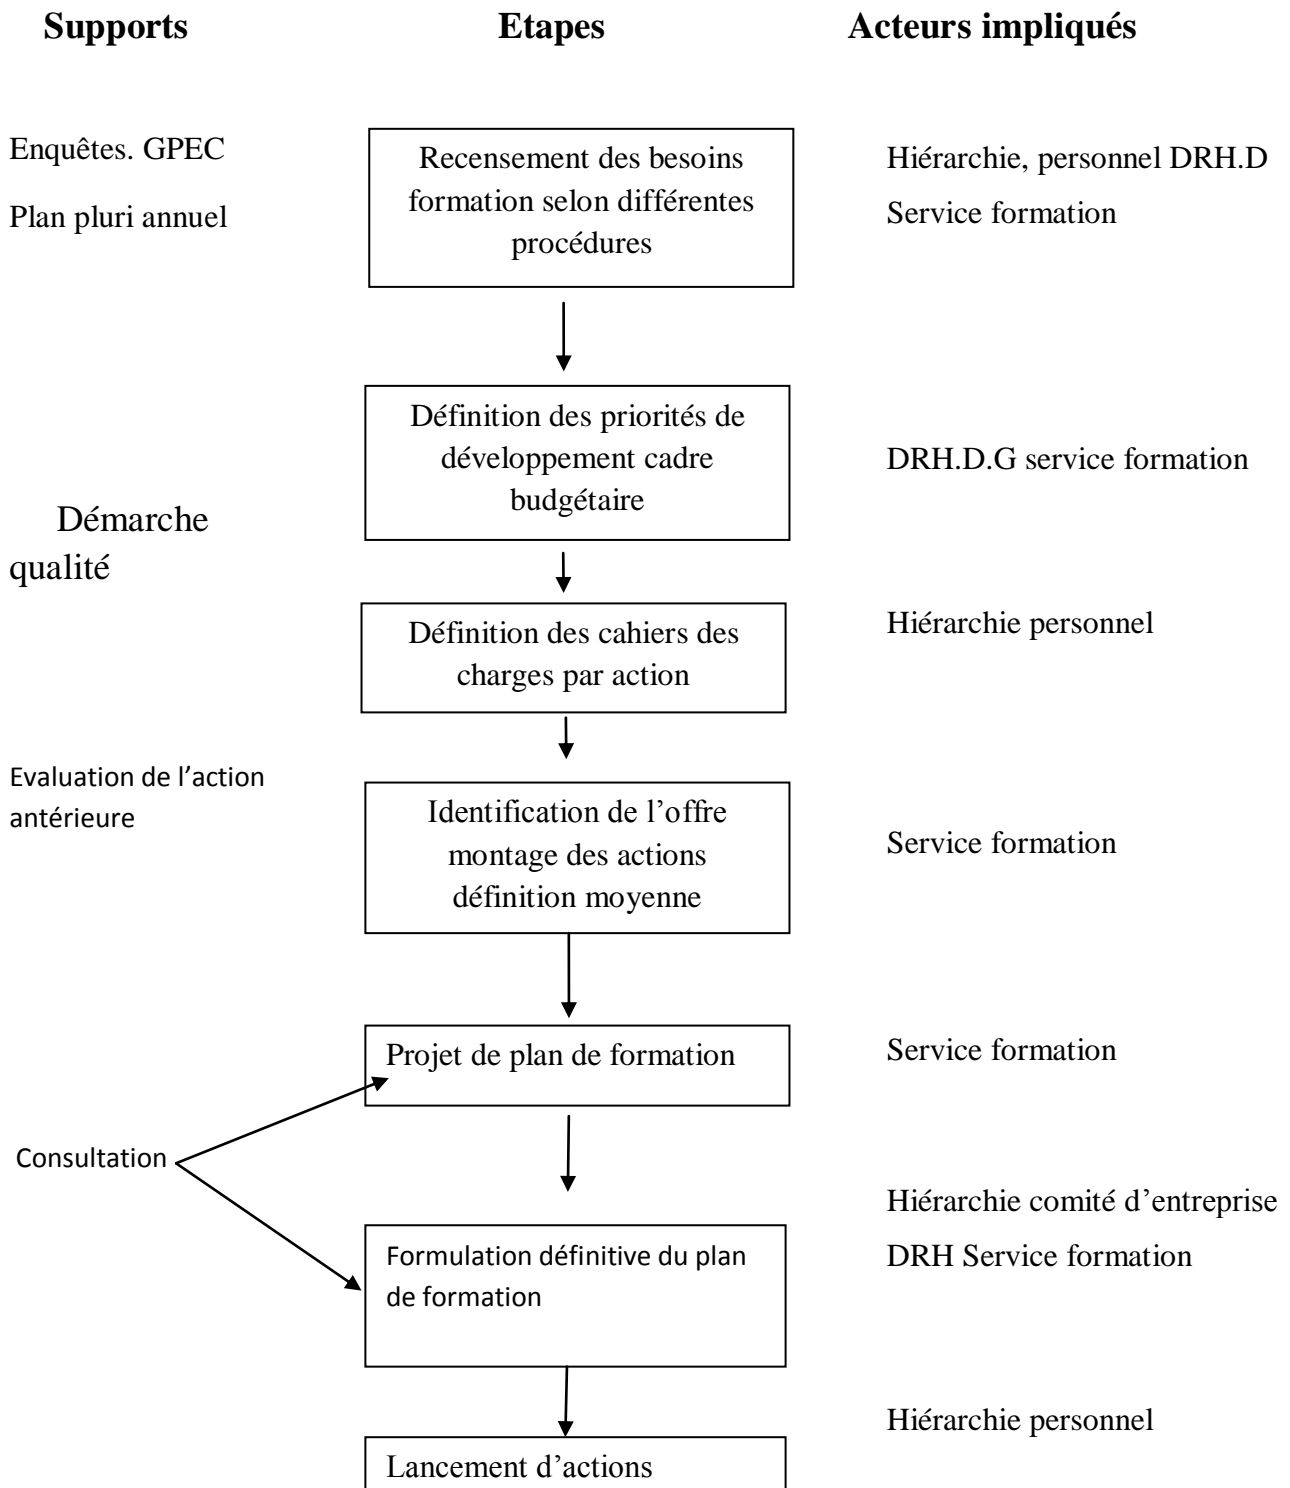 Supports Etapes Acteurs impliqués
Enquêtes. GPEC
Plan pluri annuel
Recensement des besoins
formation selon différentes
procédures
Hiérarchie, personnel DRH.D
Service formation
Définition des priorités de
développement cadre
budgétaire
DRH.D.G service formation
Démarche
qualité
Définition des cahiers des
charges par action
Hiérarchie personnel
Evaluation de l’action
antérieure
Identification de l’offre
montage des actions
définition moyenne
Service formation
Projet de plan de formation
Service formation
Consultation
Formulation définitive du plan
de formation
Hiérarchie comité d’entreprise
DRH Service formation
Lancement d’actions
Hiérarchie personnel